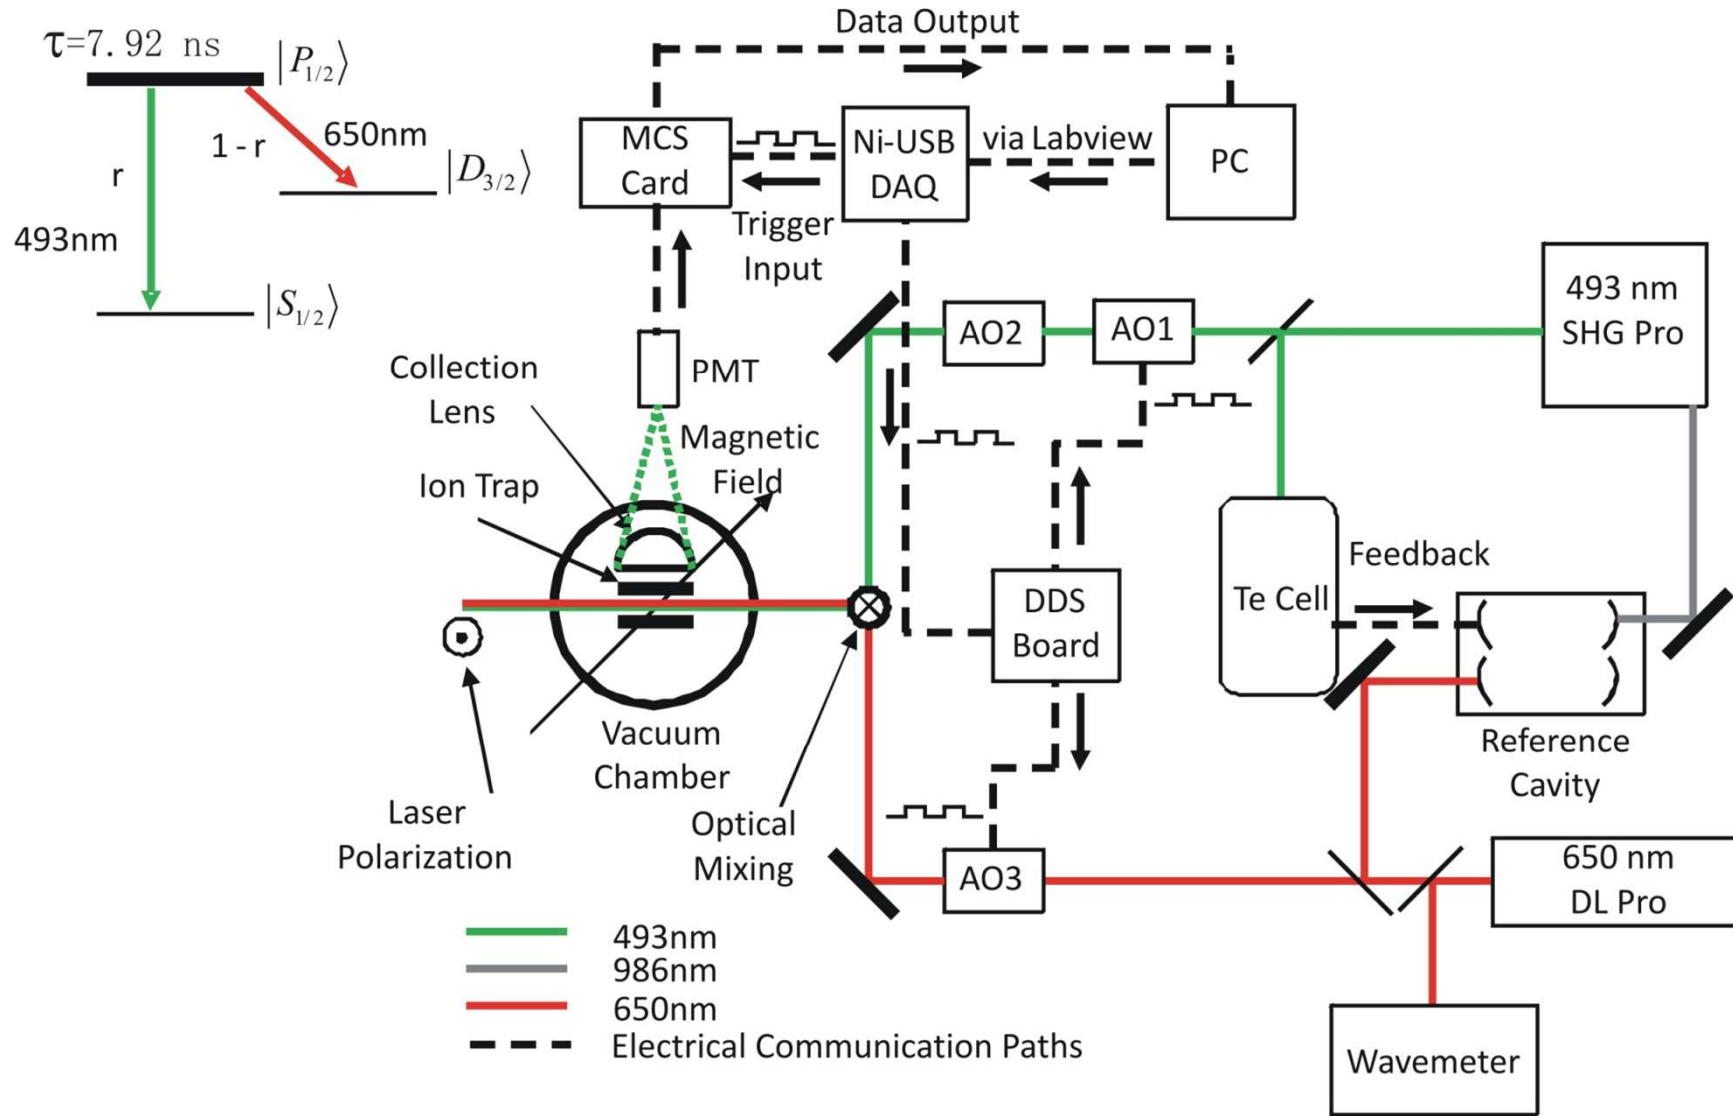 Data Output
τ=7.92 ns
|P1/2⟩
650nm
1 - r
r
|D3/2⟩
493nm
|S1/2⟩
MCS
Card
Ni-USB
DAQ
via Labview
PC
Trigger
Input
493 nm
SHG Pro
AO2
AO1
PMT
Collection
Lens
Magnetic
Field
Ion Trap
Feedback
Te Cell
DDS
Board
Vacuum
Chamber
Reference
Cavity
Laser
Polarization
Optical
Mixing
AO3
650 nm
DL Pro
493nm
986nm
650nm
Electrical Communication Paths
Wavemeter